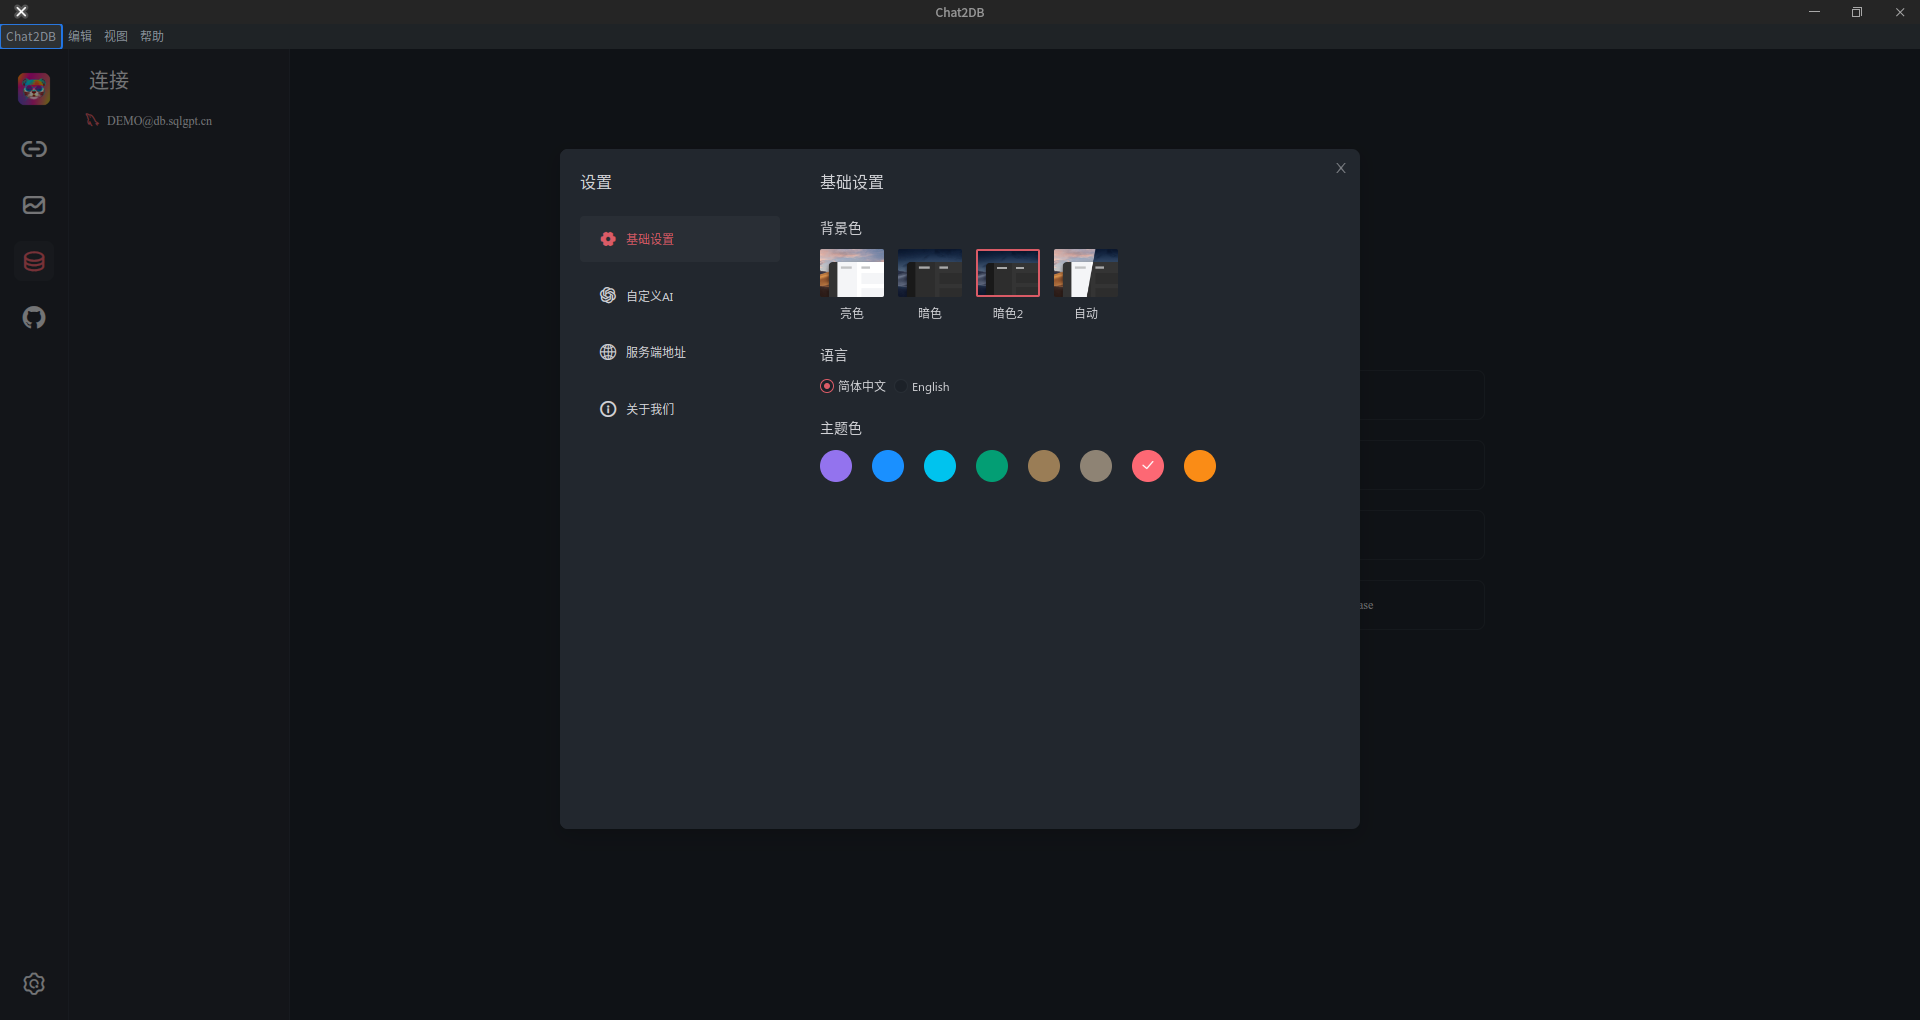 Chat2DB
Chat2DB 编辑 视图 帮助
连接
DEMO@db.sqlgpt.cn
设置
基础设置
自定义AI
服务端地址
关于我们
基础设置
背景色
亮色 暗色 暗色2 自动
语言
简体中文 English
主题色